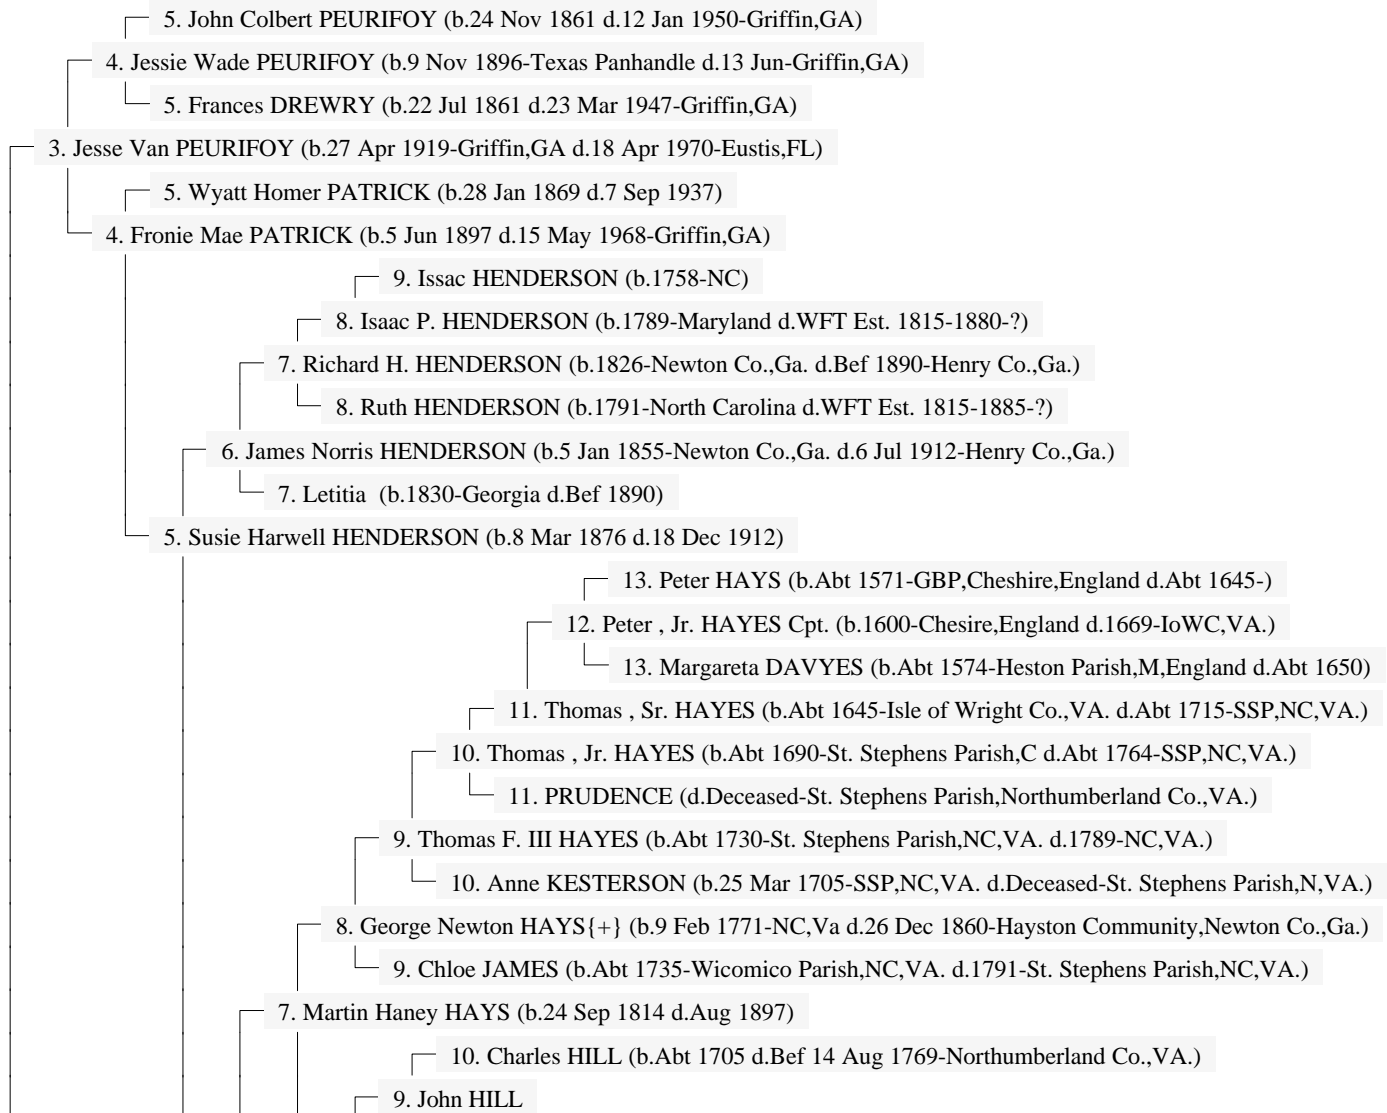 5. John Colbert PEURIFOY (b.24 Nov 1861 d.12 Jan 1950-Griffin,GA)
4. Jessie Wade PEURIFOY (b.9 Nov 1896-Texas Panhandle d.13 Jun-Griffin,GA)
5. Frances DREWRY (b.22 Jul 1861 d.23 Mar 1947-Griffin,GA)
3. Jesse Van PEURIFOY (b.27 Apr 1919-Griffin,GA d.18 Apr 1970-Eustis,FL)
5. Wyatt Homer PATRICK (b.28 Jan 1869 d.7 Sep 1937)
4. Fronie Mae PATRICK (b.5 Jun 1897 d.15 May 1968-Griffin,GA)
9. Issac HENDERSON (b.1758-NC)
8. Isaac P. HENDERSON (b.1789-Maryland d.WFT Est. 1815-1880-?)
7. Richard H. HENDERSON (b.1826-Newton Co.,Ga. d.Bef 1890-Henry Co.,Ga.)
8. Ruth HENDERSON (b.1791-North Carolina d.WFT Est. 1815-1885-?)
6. James Norris HENDERSON (b.5 Jan 1855-Newton Co.,Ga. d.6 Jul 1912-Henry Co.,Ga.)
7. Letitia  (b.1830-Georgia d.Bef 1890)
5. Susie Harwell HENDERSON (b.8 Mar 1876 d.18 Dec 1912)
13. Peter HAYS (b.Abt 1571-GBP,Cheshire,England d.Abt 1645-)
12. Peter , Jr. HAYES Cpt. (b.1600-Chesire,England d.1669-IoWC,VA.)
13. Margareta DAVYES (b.Abt 1574-Heston Parish,M,England d.Abt 1650)
11. Thomas , Sr. HAYES (b.Abt 1645-Isle of Wright Co.,VA. d.Abt 1715-SSP,NC,VA.)
10. Thomas , Jr. HAYES (b.Abt 1690-St. Stephens Parish,C d.Abt 1764-SSP,NC,VA.)
11. PRUDENCE (d.Deceased-St. Stephens Parish,Northumberland Co.,VA.)
9. Thomas F. III HAYES (b.Abt 1730-St. Stephens Parish,NC,VA. d.1789-NC,VA.)
10. Anne KESTERSON (b.25 Mar 1705-SSP,NC,VA. d.Deceased-St. Stephens Parish,N,VA.)
8. George Newton HAYS{+} (b.9 Feb 1771-NC,Va d.26 Dec 1860-Hayston Community,Newton Co.,Ga.)
9. Chloe JAMES (b.Abt 1735-Wicomico Parish,NC,VA. d.1791-St. Stephens Parish,NC,VA.)
7. Martin Haney HAYS (b.24 Sep 1814 d.Aug 1897)
10. Charles HILL (b.Abt 1705 d.Bef 14 Aug 1769-Northumberland Co.,VA.)
9. John HILL